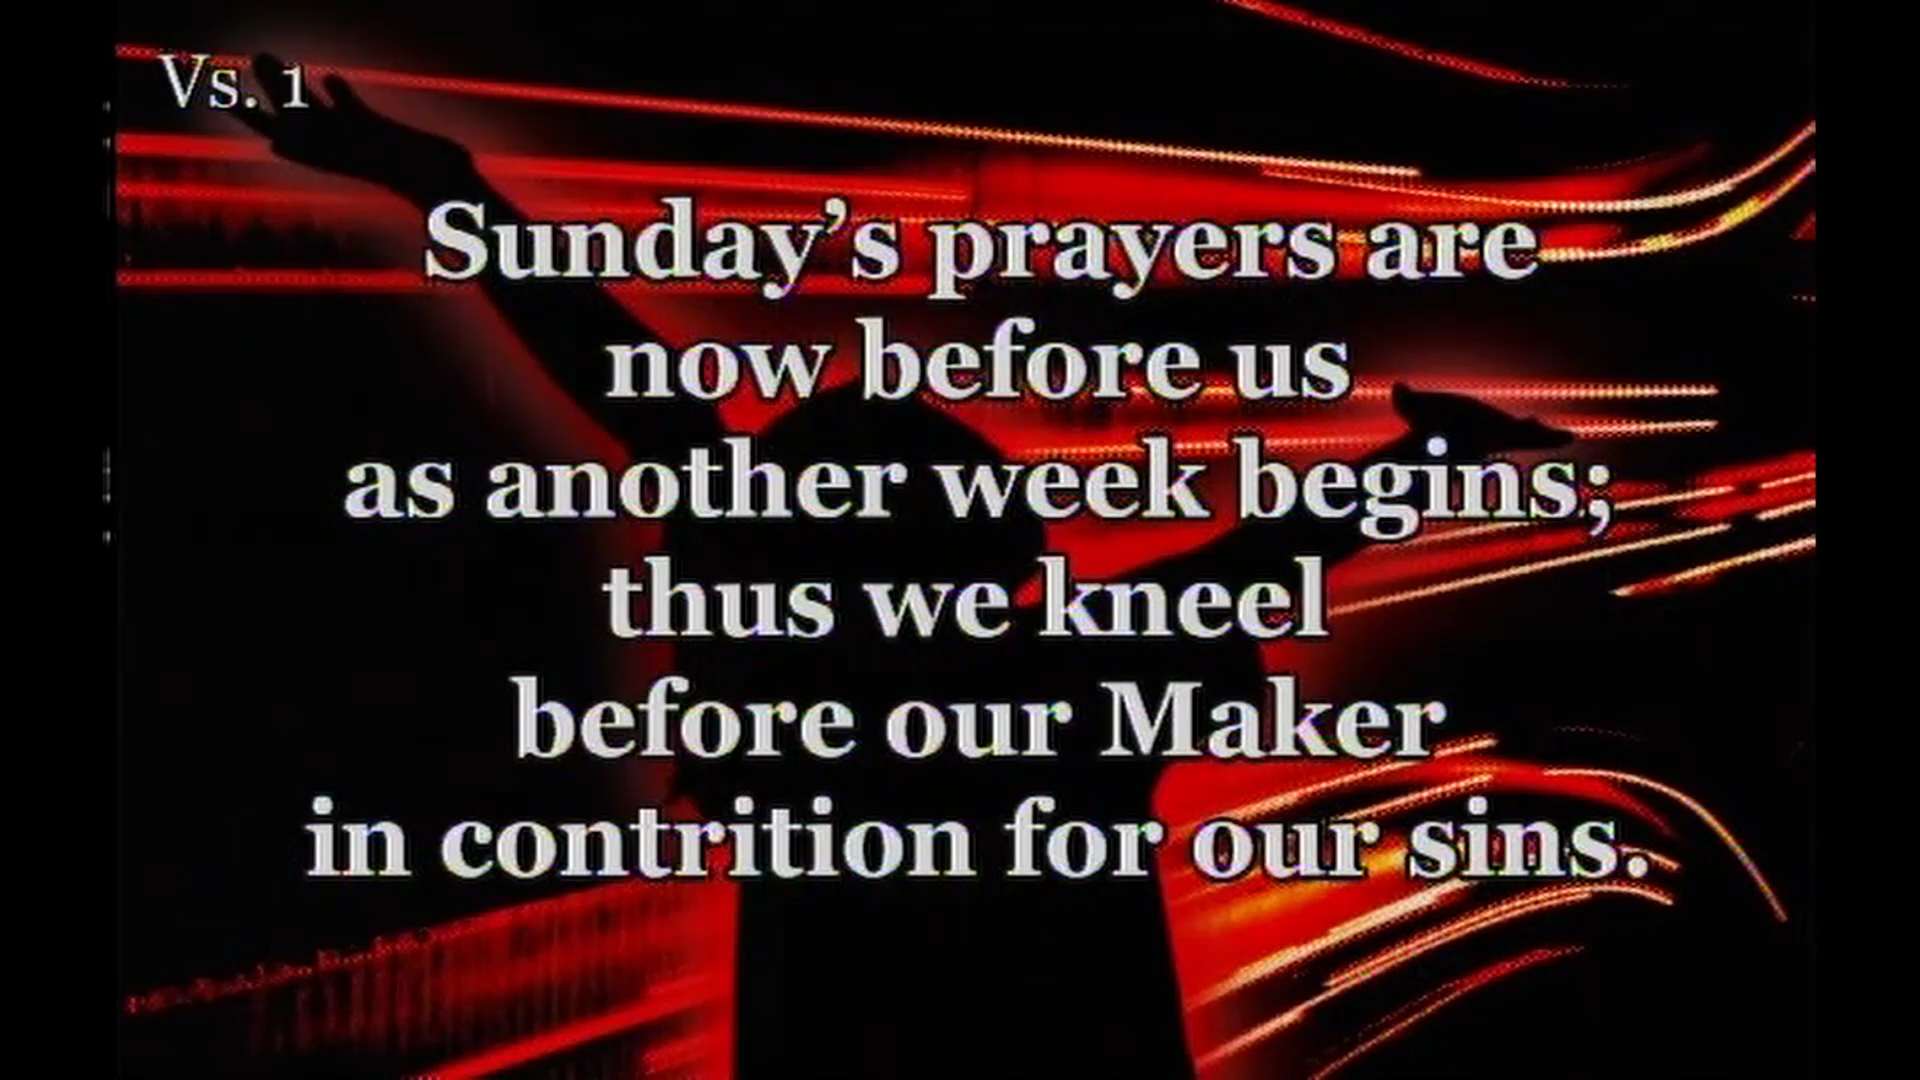 Vs. 1
Sunday’s prayers are
now before us
as another week begins;
thus we kneel
before our Maker
in contrition for our sins.